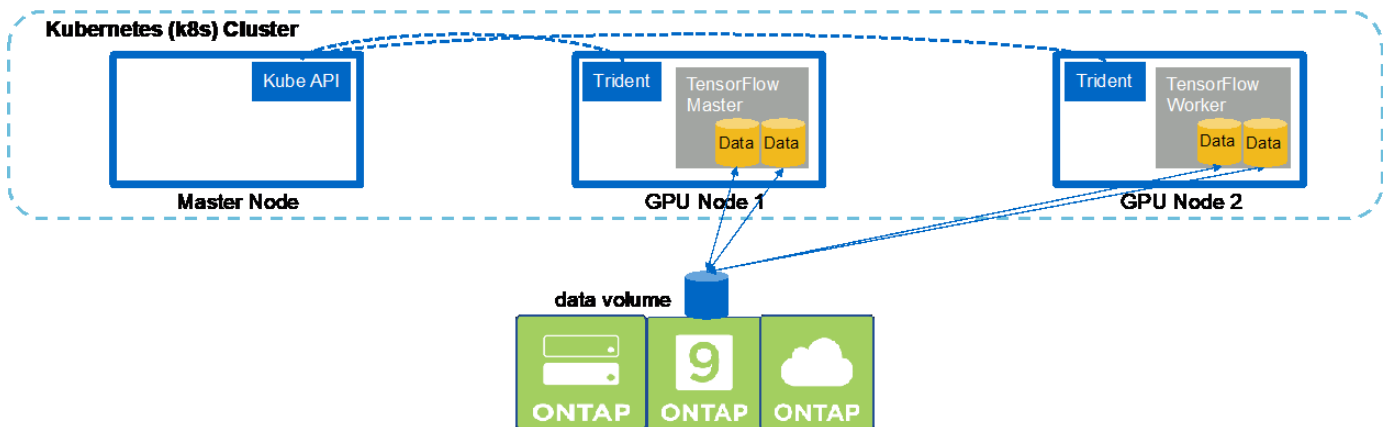 Kubernetes (k8s) Cluster
Kube API
Master Node
Trident
TensorFlow
Master
Data
Data
GPU Node 1
Trident
TensorFlow
Worker
Data
Data
GPU Node 2
data volume
ONTAP
9
ONTAP
ONTAP